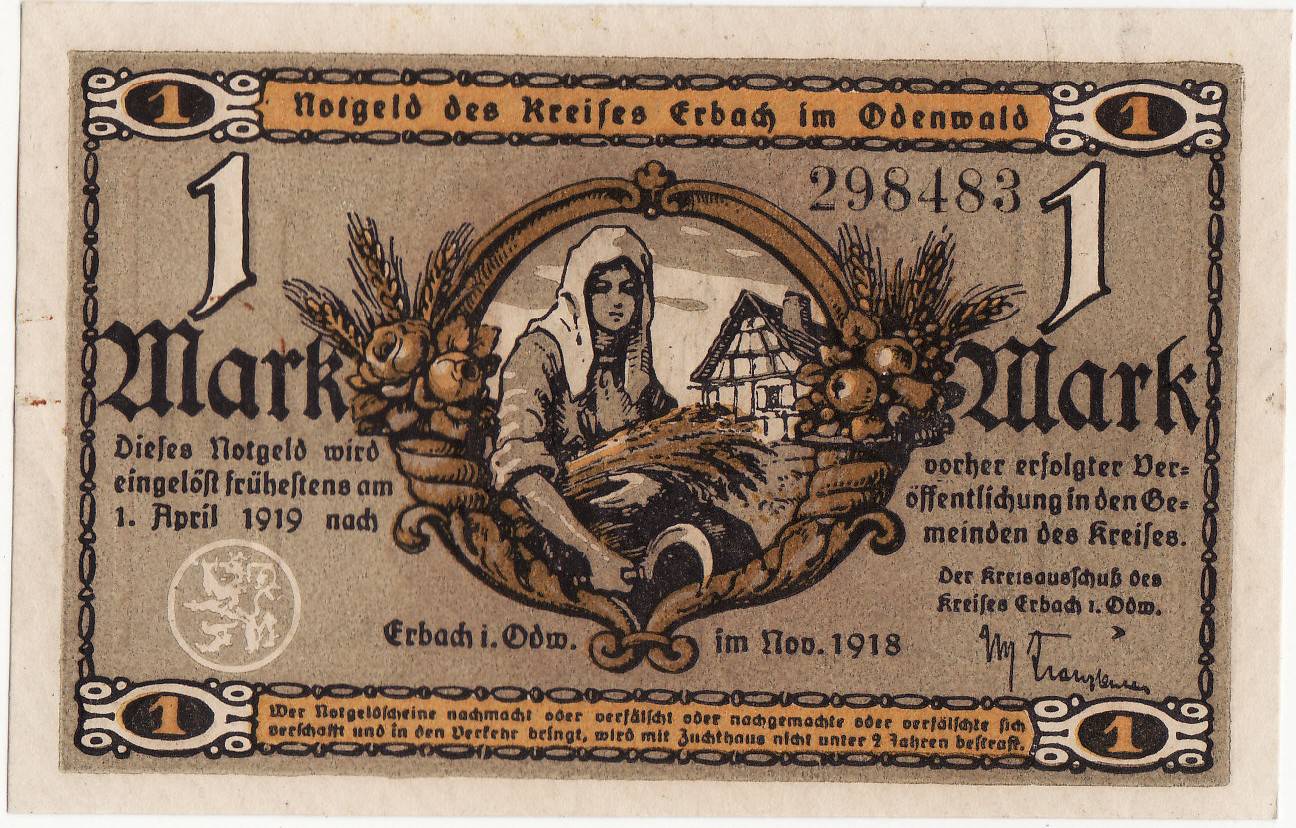 1 Notgeld des Kreiſes Erbach im Odenwald 1
298483
1 1
Mark Mark
Dieſes Notgeld wird
eingelöſt früheſtens am
1. April 1919 nach
vorher erfolgter Ver=
öffentlichung in den Ge=
meinden des Kreiſes.
Der Kreisausſchuß des
Kreiſes Erbach i. Odw.
Erbach i. Odw. im Nov. 1918
1 1
Wer Notgeldſcheine nachmacht oder verfälſcht oder nachgemachte oder verfälſchte ſich
verſchafft und in den Verkehr bringt, wird mit Zuchthaus nicht unter 2 Jahren beſtraft.